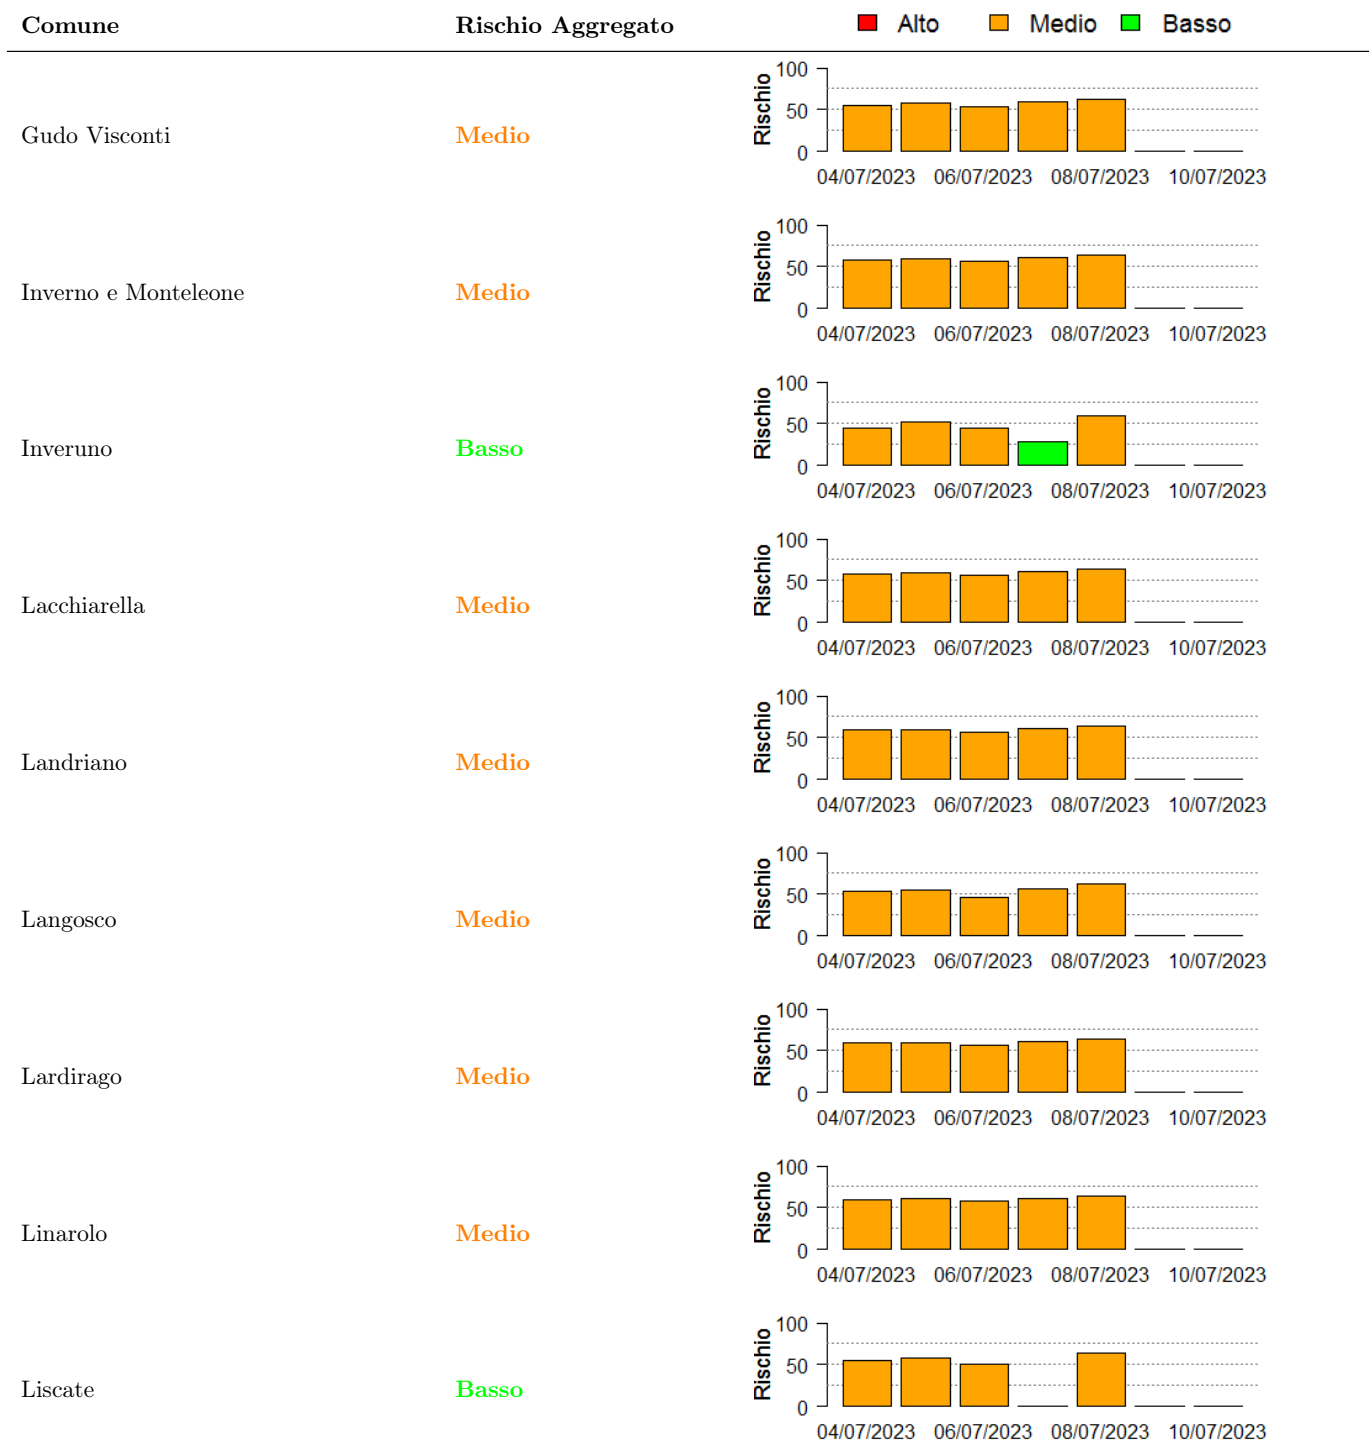 Comune Rischio Aggregato Alto Medio Basso
100
50
0
Rischio
Gudo Visconti Medio
04/07/2023 06/07/2023 08/07/2023 10/07/2023
100
50
0
Rischio
Inverno e Monteleone Medio
04/07/2023 06/07/2023 08/07/2023 10/07/2023
100
50
0
Rischio
Inveruno Basso
04/07/2023 06/07/2023 08/07/2023 10/07/2023
100
50
0
Rischio
Lacchiarella Medio
04/07/2023 06/07/2023 08/07/2023 10/07/2023
100
50
0
Rischio
Landriano Medio
04/07/2023 06/07/2023 08/07/2023 10/07/2023
100
50
0
Rischio
Langosco Medio
04/07/2023 06/07/2023 08/07/2023 10/07/2023
100
50
0
Rischio
Lardirago Medio
04/07/2023 06/07/2023 08/07/2023 10/07/2023
100
50
0
Rischio
Linarolo Medio
04/07/2023 06/07/2023 08/07/2023 10/07/2023
100
50
0
Rischio
Liscate Basso
04/07/2023 06/07/2023 08/07/2023 10/07/2023